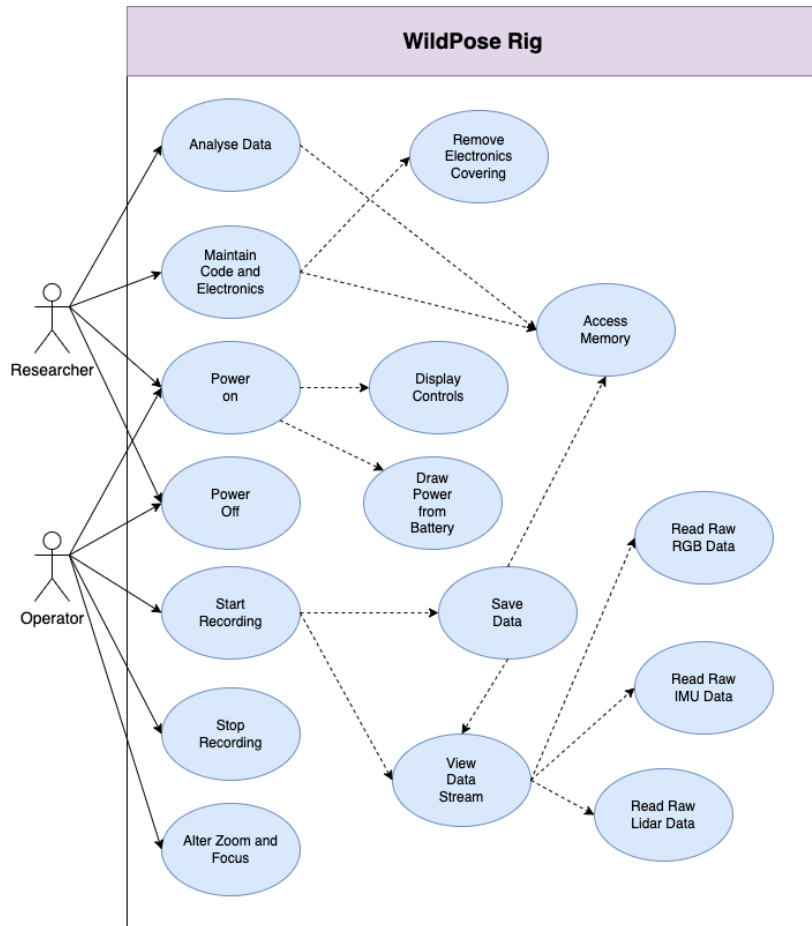 WildPose Rig
Analyse Data
Remove
Electronics
Covering
Maintain
Code and
Electronics
Access
Memory
Researcher
Power
on
Display
Controls
Power
Off
Draw
Power
from
Battery
Read Raw
RGB Data
Operator
Start
Recording
Save
Data
Read Raw
IMU Data
Stop
Recording
View
Data
Stream
Read Raw
Lidar Data
Alter Zoom and
Focus